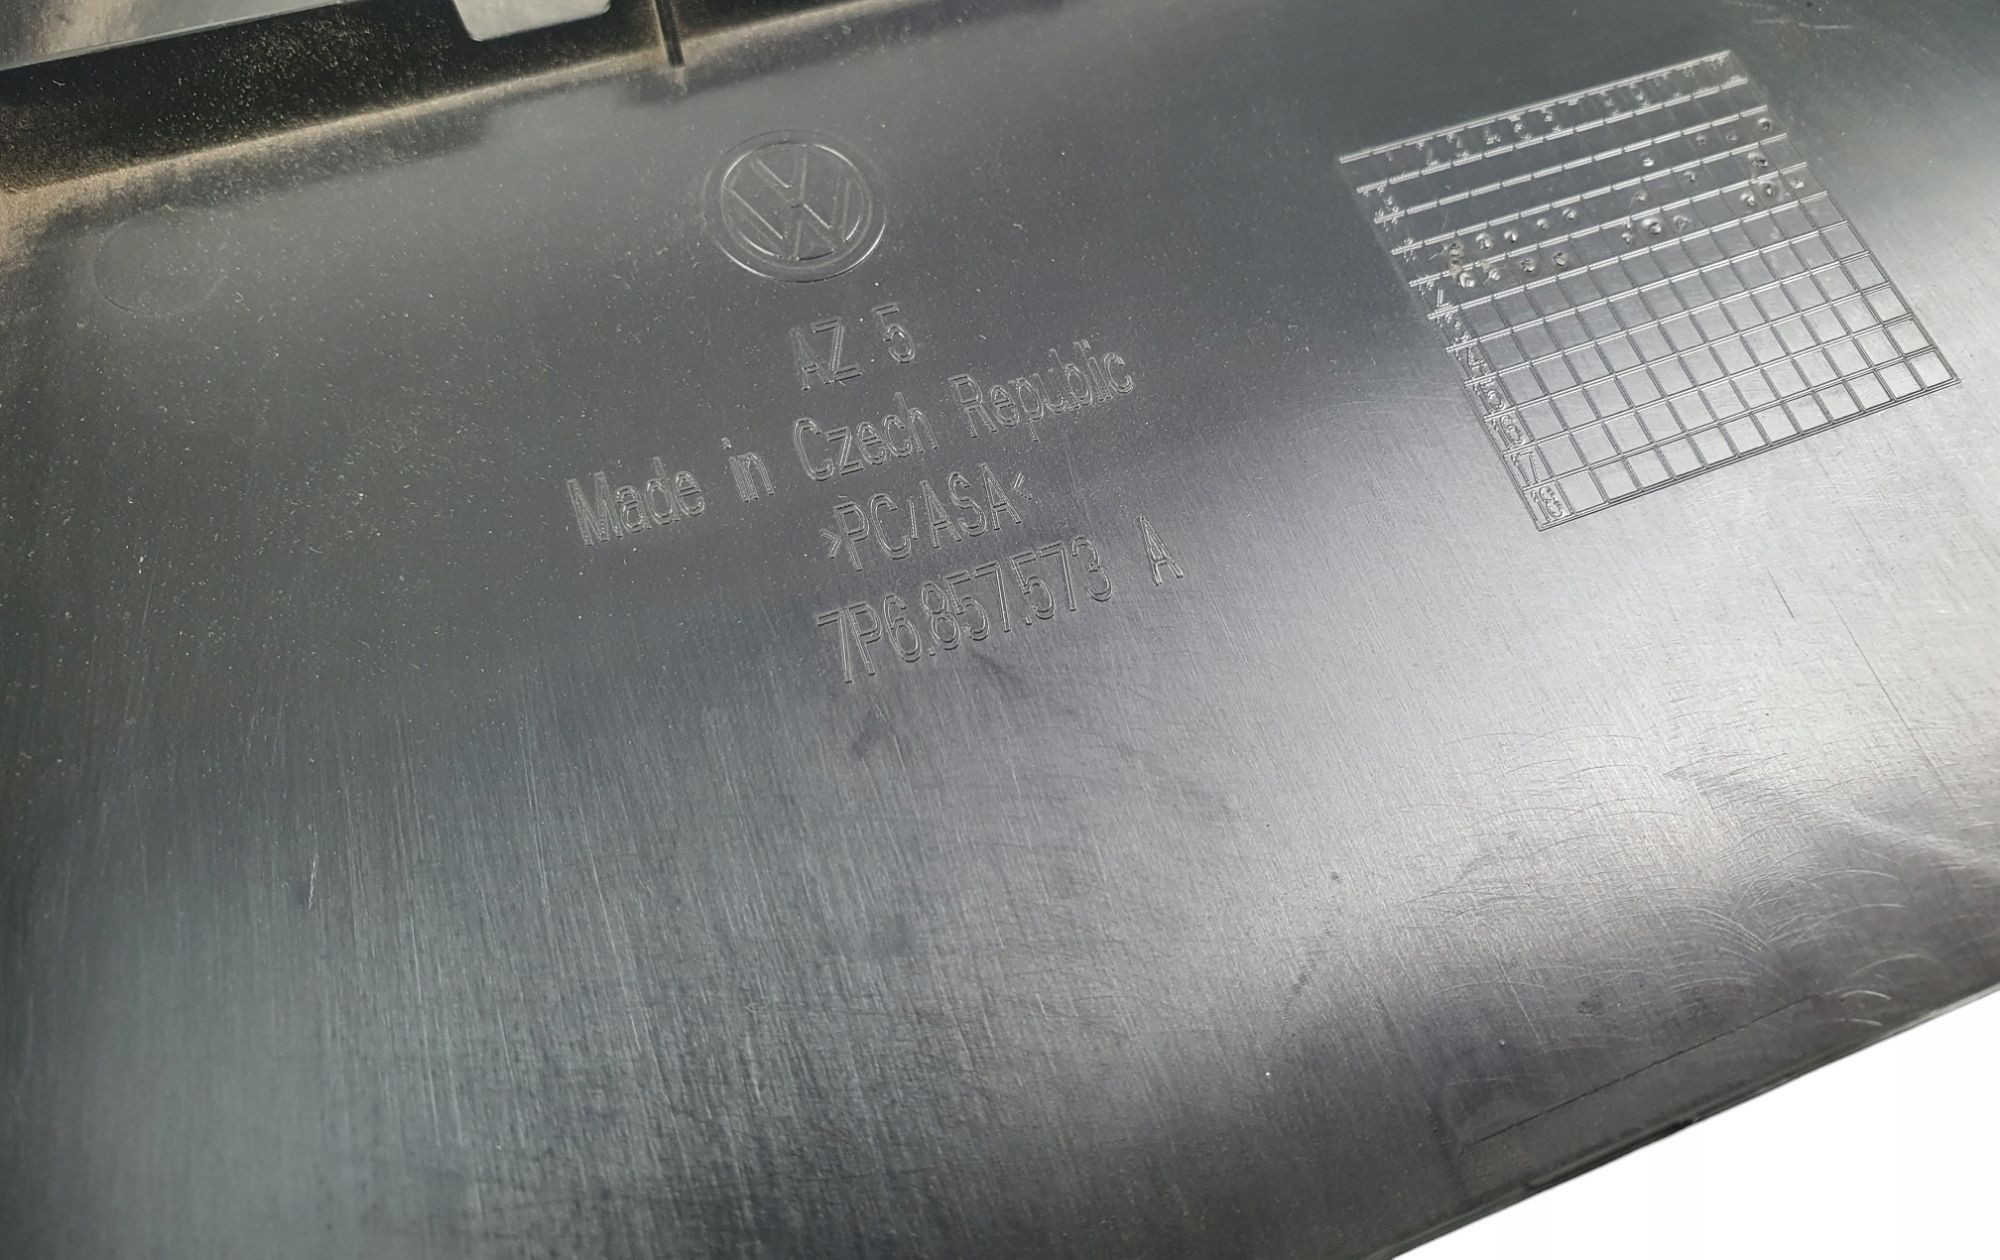 AZ 5
Made in Czech Republic
>PC/ASA<
7P6.857.573 A